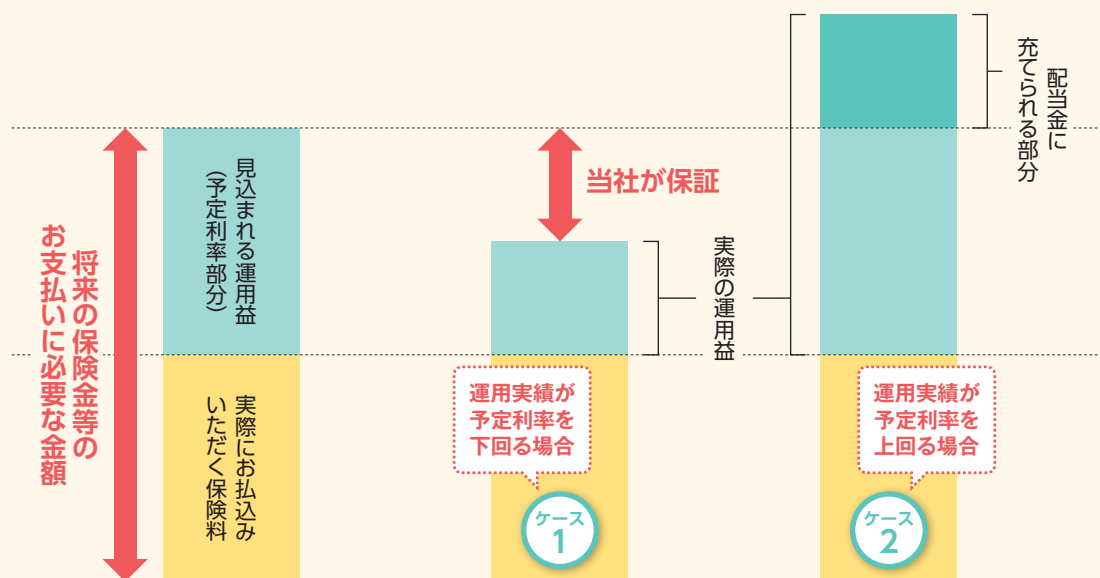 将来の保険金等の
お支払いに必要な金額
見込まれる運用益
（予定利率部分）
実際にお払込み
いただく保険料
当社が保証
実際の運用益
運用実績が
予定利率を
下回る場合
ケース
1
配当金に
充てられる部分
運用実績が
予定利率を
上回る場合
ケース
2